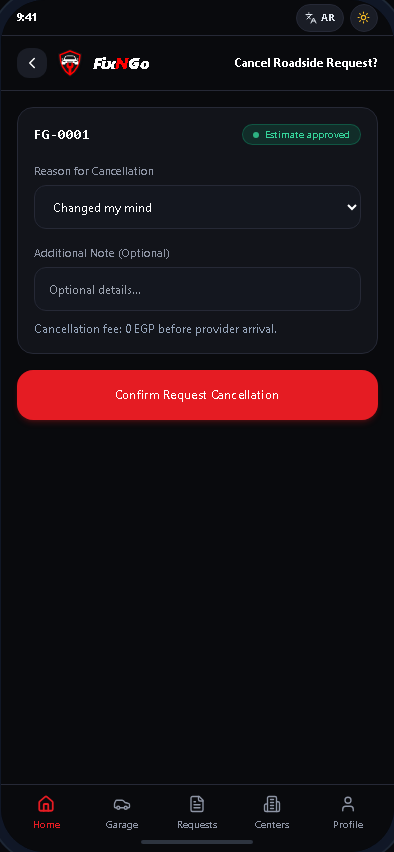 9:41
AR
FixNGo
Cancel Roadside Request?
FG-0001
Estimate approved
Reason for Cancellation
Changed my mind
Additional Note (Optional)
Optional details...
Cancellation fee: 0 EGP before provider arrival.
Confirm Request Cancellation
Home
Garage
Requests
Centers
Profile